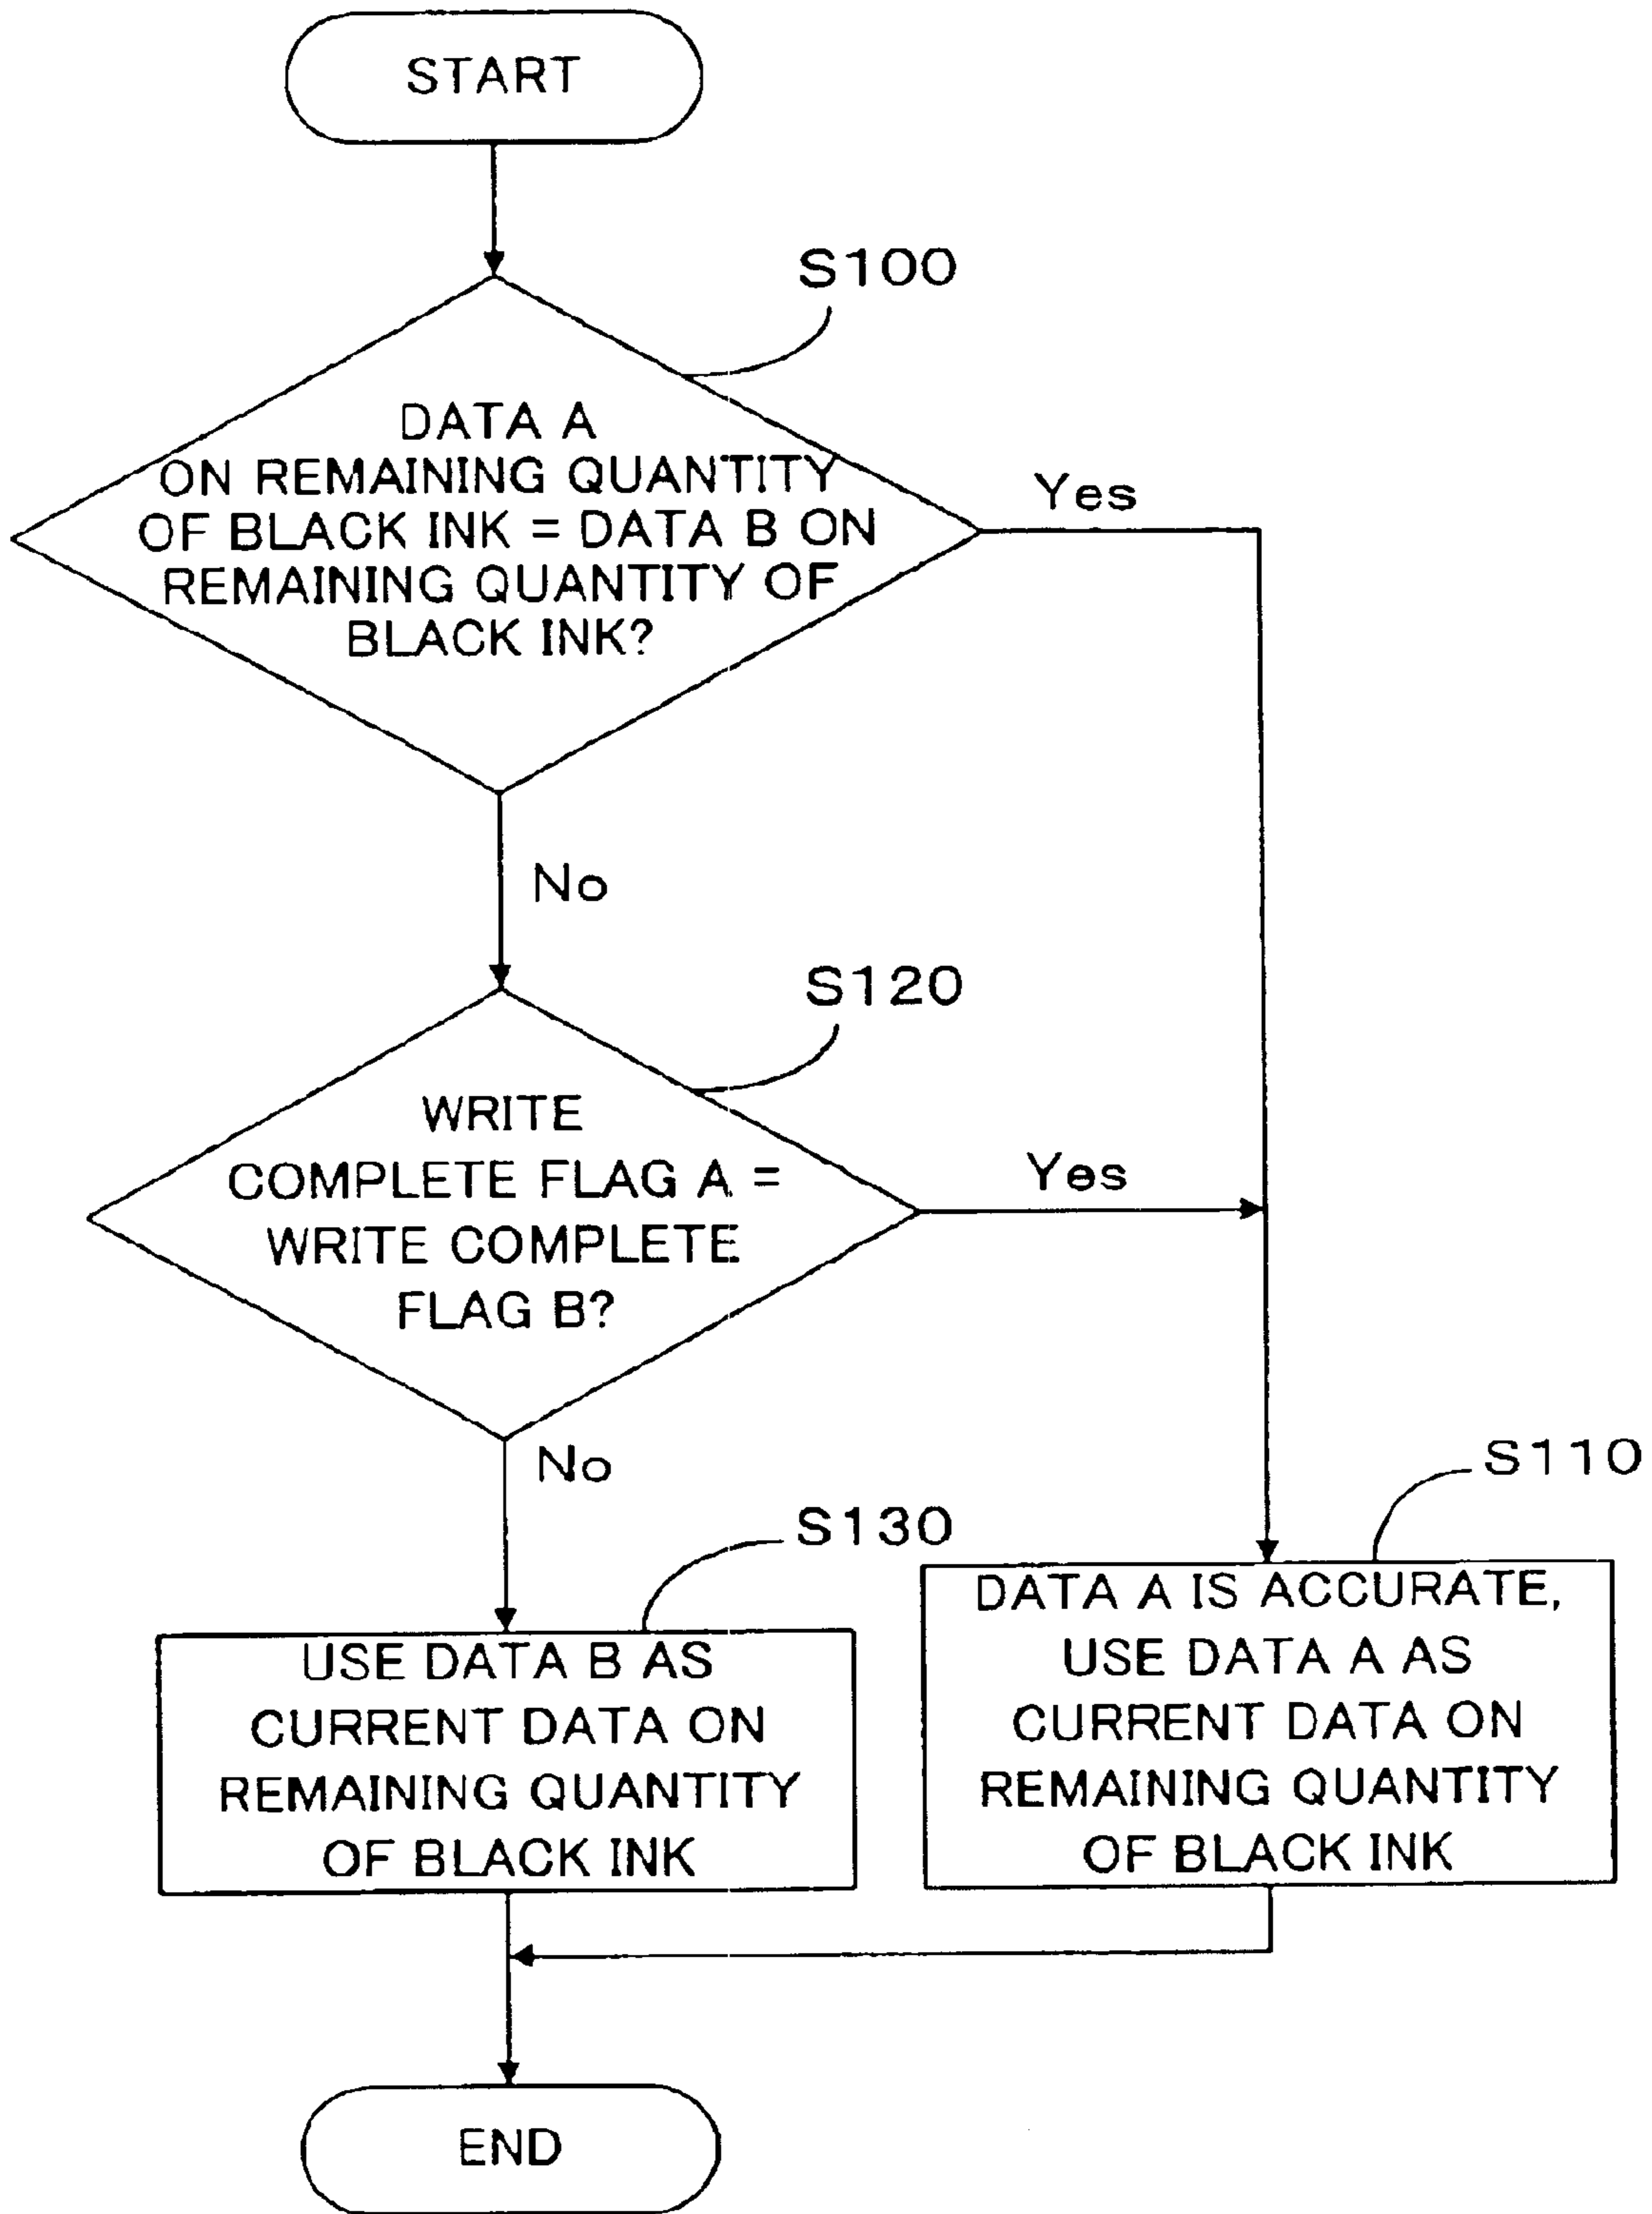 START
S100
DATA A
ON REMAINING QUANTITY
OF BLACK INK = DATA B ON
REMAINING QUANTITY OF
BLACK INK?
Yes
No
S120
WRITE
COMPLETE FLAG A =
WRITE COMPLETE
FLAG B?
Yes
No
S130
USE DATA B AS
CURRENT DATA ON
REMAINING QUANTITY
OF BLACK INK
S110
DATA A IS ACCURATE,
USE DATA A AS
CURRENT DATA ON
REMAINING QUANTITY
OF BLACK INK
END